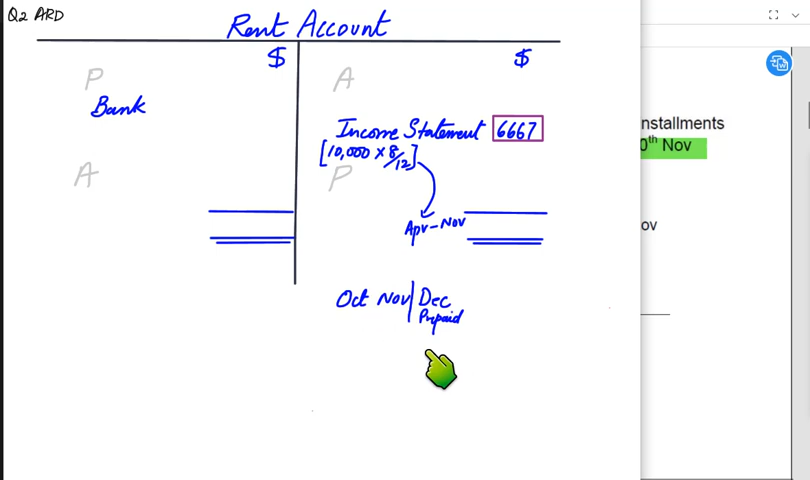 Q2 ARD
Rent Account
$ $
P A
Bank
Income Statement 6667
[10,000 × 8/12]
A P
Apr - Nov
Oct Nov | Dec
Prepaid
nstallments
0th Nov
ov